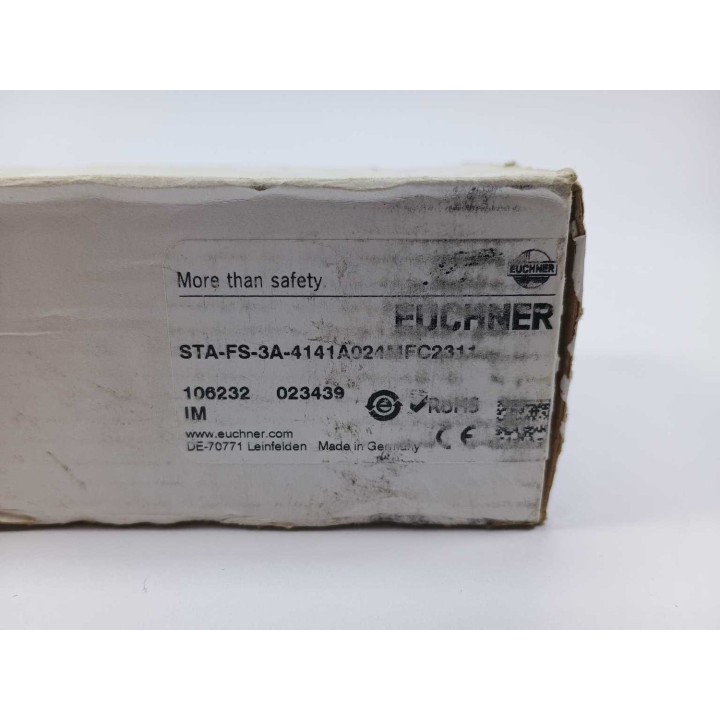 More than safety.
EUCHNER
EUCHNER
STA-FS-3A-4141A024MFC2311
106232 023439
IM
RoHS
www.euchner.com
DE-70771 Leinfelden Made in Germany
CE